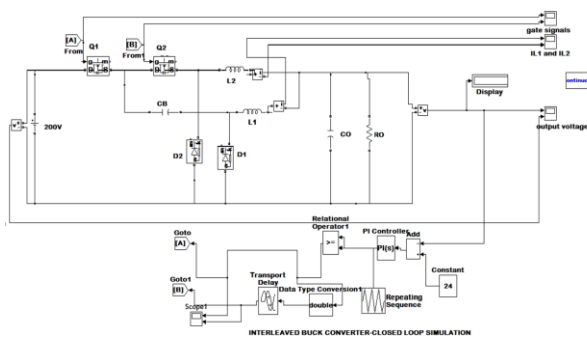 [A]
From
Q1
g m
D S
[B]
From1
Q2
g m
D S
gate signals
IL1 and IL2
L2
Display
ontinuo
CB
L1
200V
+ v
output voltage
D2
D1
CO
RO
Relational
Operator1
>=
PI Controller
PI(s)
Add
Goto
[A]
Constant
24
Goto1
[B]
Transport
Delay
Data Type Conversion1
double
Scope1
Repeating
Sequence
INTERLEAVED BUCK CONVERTER-CLOSED LOOP SIMULATION